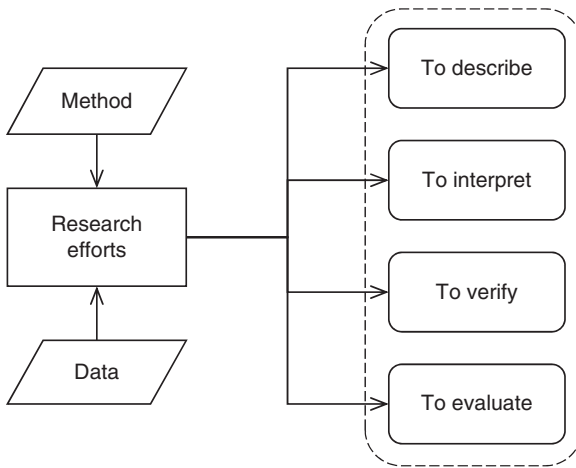 Method
Research
efforts
Data
To describe
To interpret
To verify
To evaluate